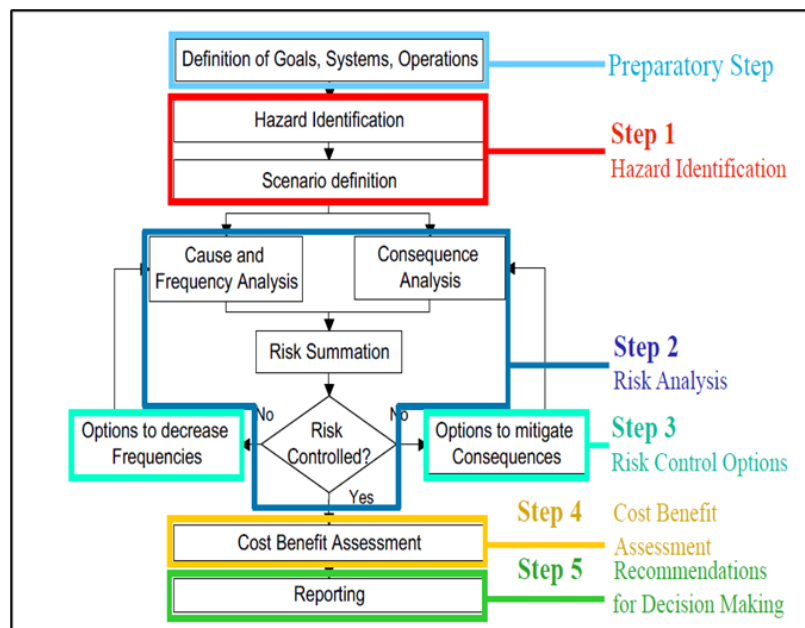 Definition of Goals, Systems, Operations
Preparatory Step
Hazard Identification
Scenario definition
Step 1
Hazard Identification
Cause and
Frequency Analysis
Consequence
Analysis
Risk Summation
Step 2
Risk Analysis
No
No
Options to decrease
Frequencies
Risk
Controlled?
Options to mitigate
Consequences
Step 3
Risk Control Options
Yes
Cost Benefit Assessment
Step 4
Cost Benefit
Assessment
Reporting
Step 5
Recommendations
for Decision Making